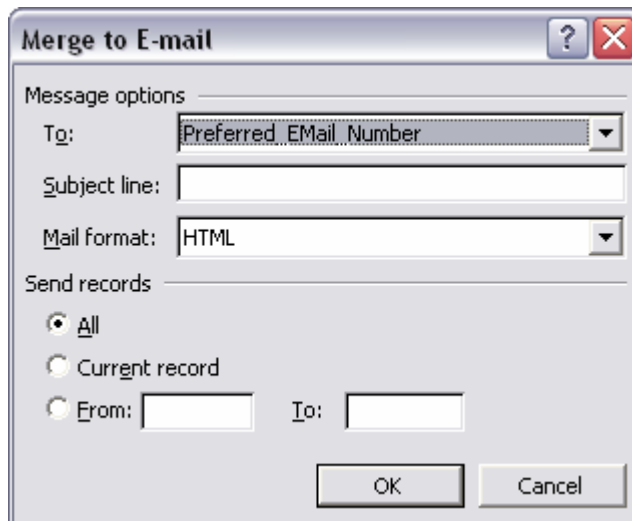 Merge to E-mail
Message options
To: Preferred_EMail_Number
Subject line:
Mail format: HTML
Send records
All
Current record
From: To:
OK Cancel